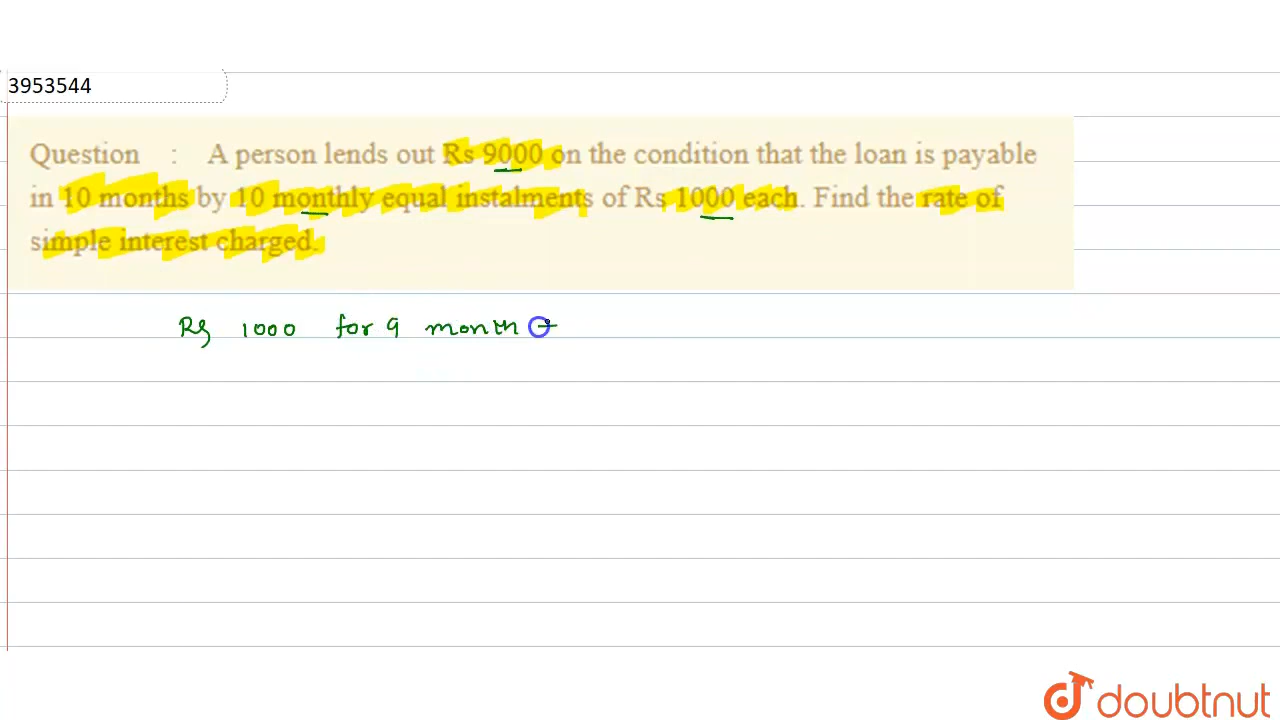 3953544
Question : A person lends out Rs 9000 on the condition that the loan is payable
in 10 months by 10 monthly equal instalments of Rs 1000 each. Find the rate of
simple interest charged.
Rs 1000 for 9 month +
doubtnut